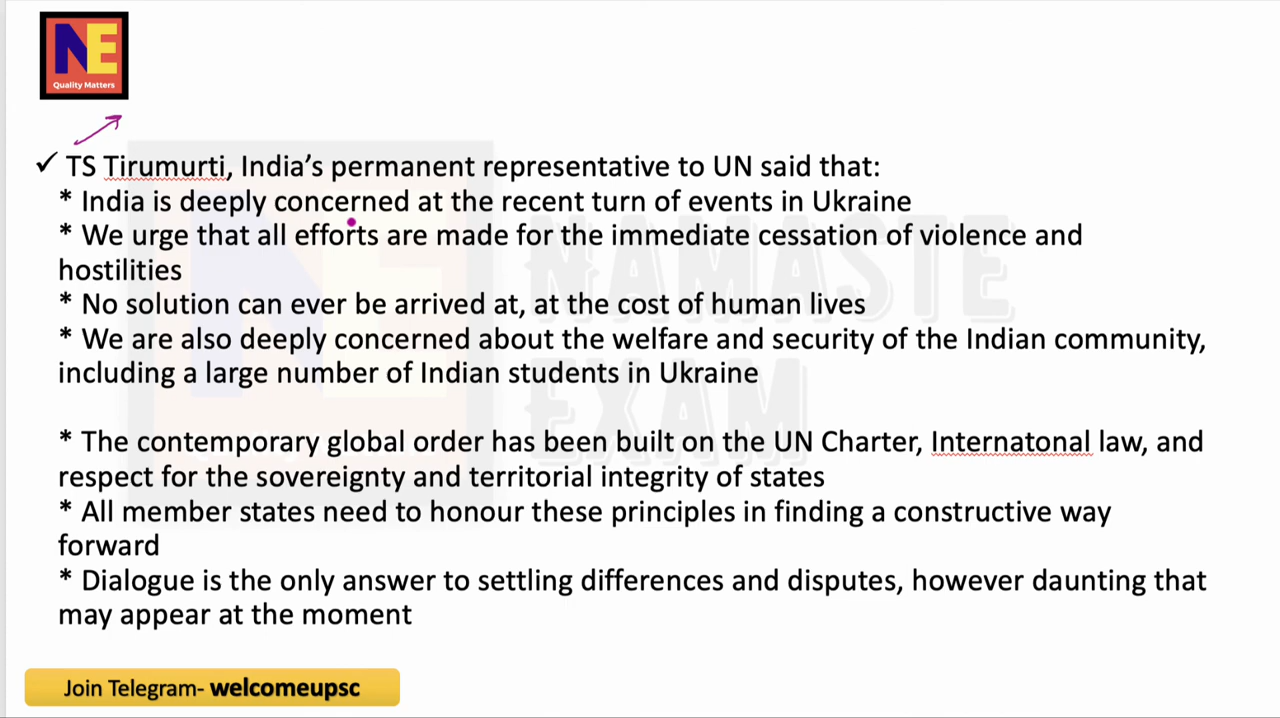 NE
Quality Matters
✓ TS Tirumurti, India's permanent representative to UN said that:
* India is deeply concerned at the recent turn of events in Ukraine
* We urge that all efforts are made for the immediate cessation of violence and
hostilities
* No solution can ever be arrived at, at the cost of human lives
* We are also deeply concerned about the welfare and security of the Indian community,
including a large number of Indian students in Ukraine
* The contemporary global order has been built on the UN Charter, Internatonal law, and
respect for the sovereignty and territorial integrity of states
* All member states need to honour these principles in finding a constructive way
forward
* Dialogue is the only answer to settling differences and disputes, however daunting that
may appear at the moment
NAMASTE
EXAM
Join Telegram- welcomeupsc